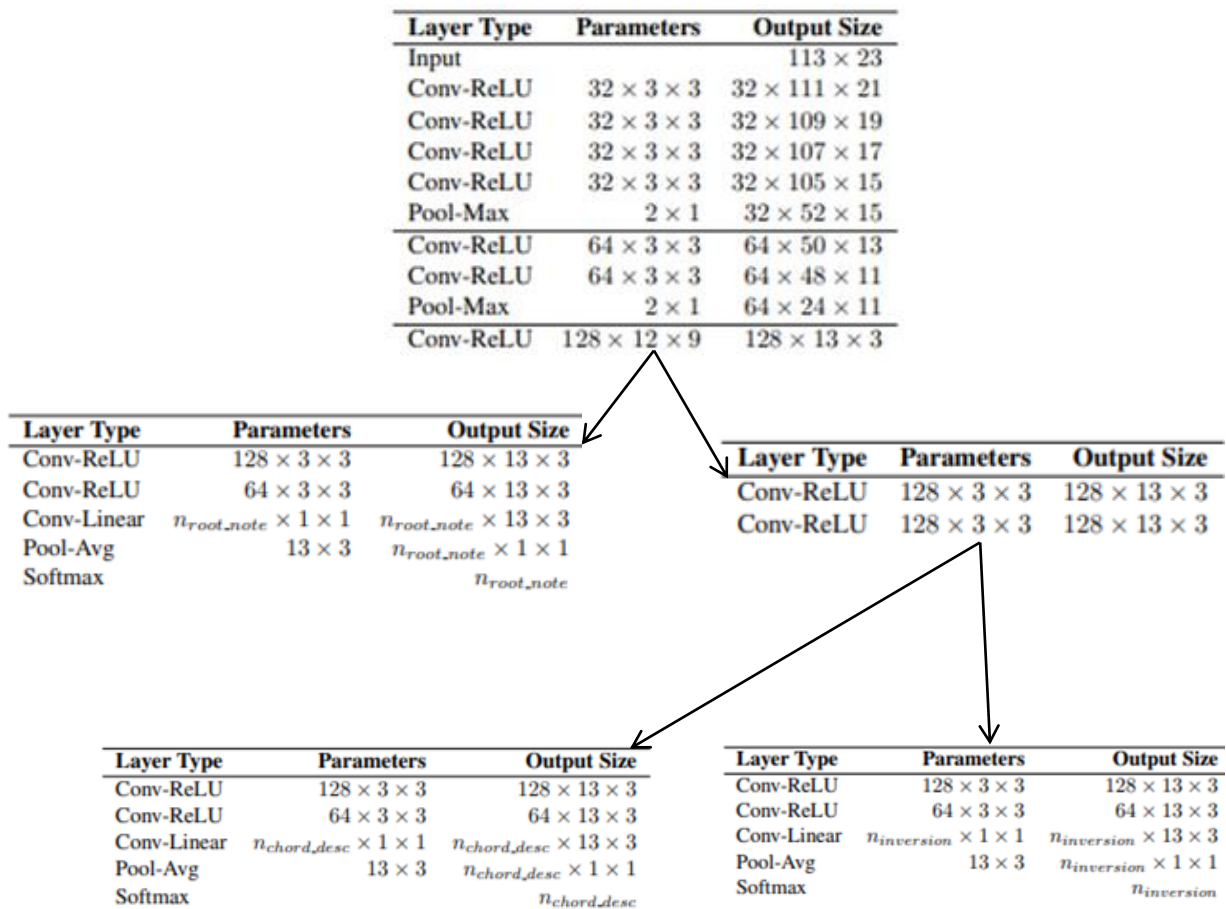 Layer Type Parameters Output Size
Input 113 × 23
Conv-ReLU 32 × 3 × 3 32 × 111 × 21
Conv-ReLU 32 × 3 × 3 32 × 109 × 19
Conv-ReLU 32 × 3 × 3 32 × 107 × 17
Conv-ReLU 32 × 3 × 3 32 × 105 × 15
Pool-Max 2 × 1 32 × 52 × 15
Conv-ReLU 64 × 3 × 3 64 × 50 × 13
Conv-ReLU 64 × 3 × 3 64 × 48 × 11
Pool-Max 2 × 1 64 × 24 × 11
Conv-ReLU 128 × 12 × 9 128 × 13 × 3
Layer Type Parameters Output Size
Conv-ReLU 128 × 3 × 3 128 × 13 × 3
Conv-ReLU 64 × 3 × 3 64 × 13 × 3
Conv-Linear n_root_note × 1 × 1 n_root_note × 13 × 3
Pool-Avg 13 × 3 n_root_note × 1 × 1
Softmax n_root_note
Layer Type Parameters Output Size
Conv-ReLU 128 × 3 × 3 128 × 13 × 3
Conv-ReLU 128 × 3 × 3 128 × 13 × 3
Layer Type Parameters Output Size
Conv-ReLU 128 × 3 × 3 128 × 13 × 3
Conv-ReLU 64 × 3 × 3 64 × 13 × 3
Conv-Linear n_chord_desc × 1 × 1 n_chord_desc × 13 × 3
Pool-Avg 13 × 3 n_chord_desc × 1 × 1
Softmax n_chord_desc
Layer Type Parameters Output Size
Conv-ReLU 128 × 3 × 3 128 × 13 × 3
Conv-ReLU 64 × 3 × 3 64 × 13 × 3
Conv-Linear n_inversion × 1 × 1 n_inversion × 13 × 3
Pool-Avg 13 × 3 n_inversion × 1 × 1
Softmax n_inversion